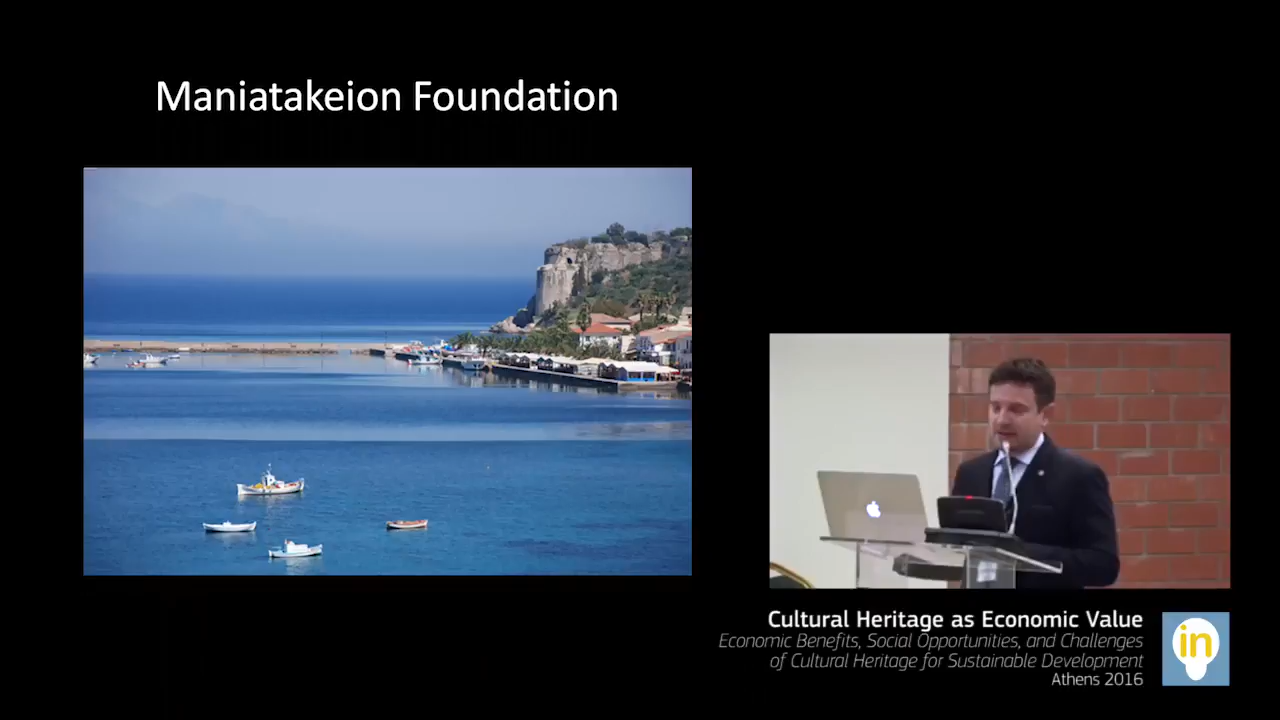 Maniatakeion Foundation
Cultural Heritage as Economic Value
Economic Benefits, Social Opportunities, and Challenges
of Cultural Heritage for Sustainable Development
Athens 2016
in